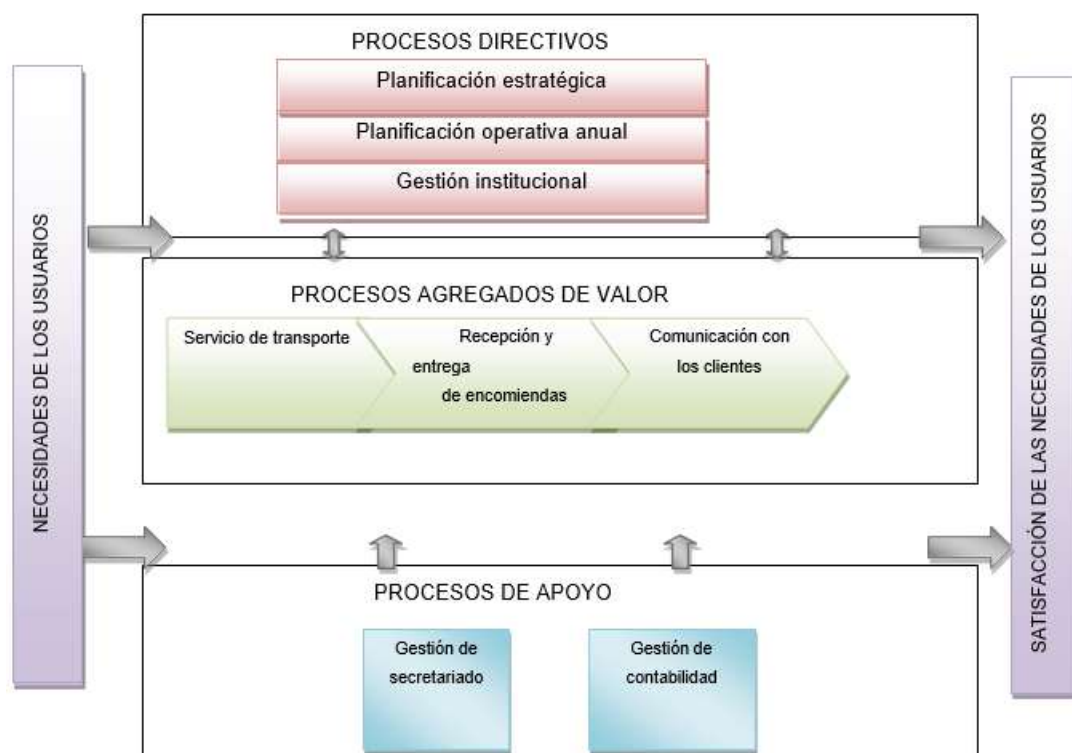 NECESIDADES DE LOS USUARIOS
PROCESOS DIRECTIVOS
Planificación estratégica
Planificación operativa anual
Gestión institucional
PROCESOS AGREGADOS DE VALOR
Servicio de transporte
Recepción y
entrega
de encomiendas
Comunicación con
los clientes
PROCESOS DE APOYO
Gestión de
secretariado
Gestión de
contabilidad
SATISFACCIÓN DE LAS NECESIDADES DE LOS USUARIOS